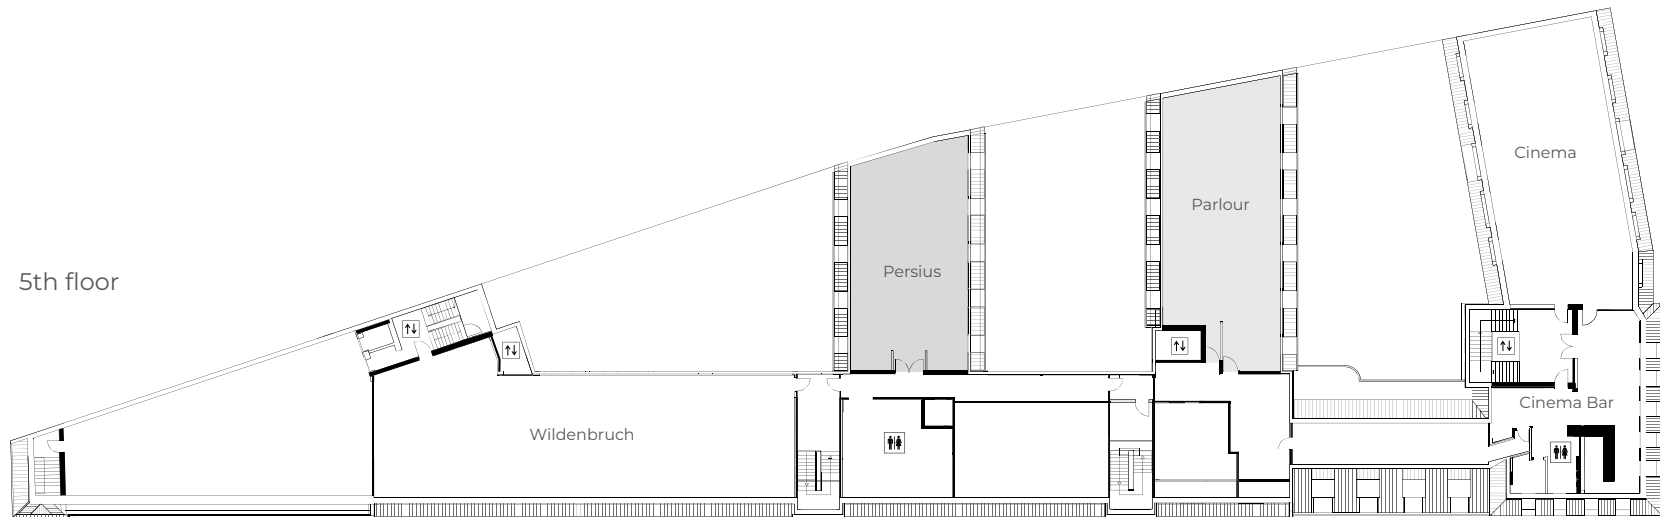 5th floor
Wildenbruch
Persius
Parlour
Cinema
Cinema Bar